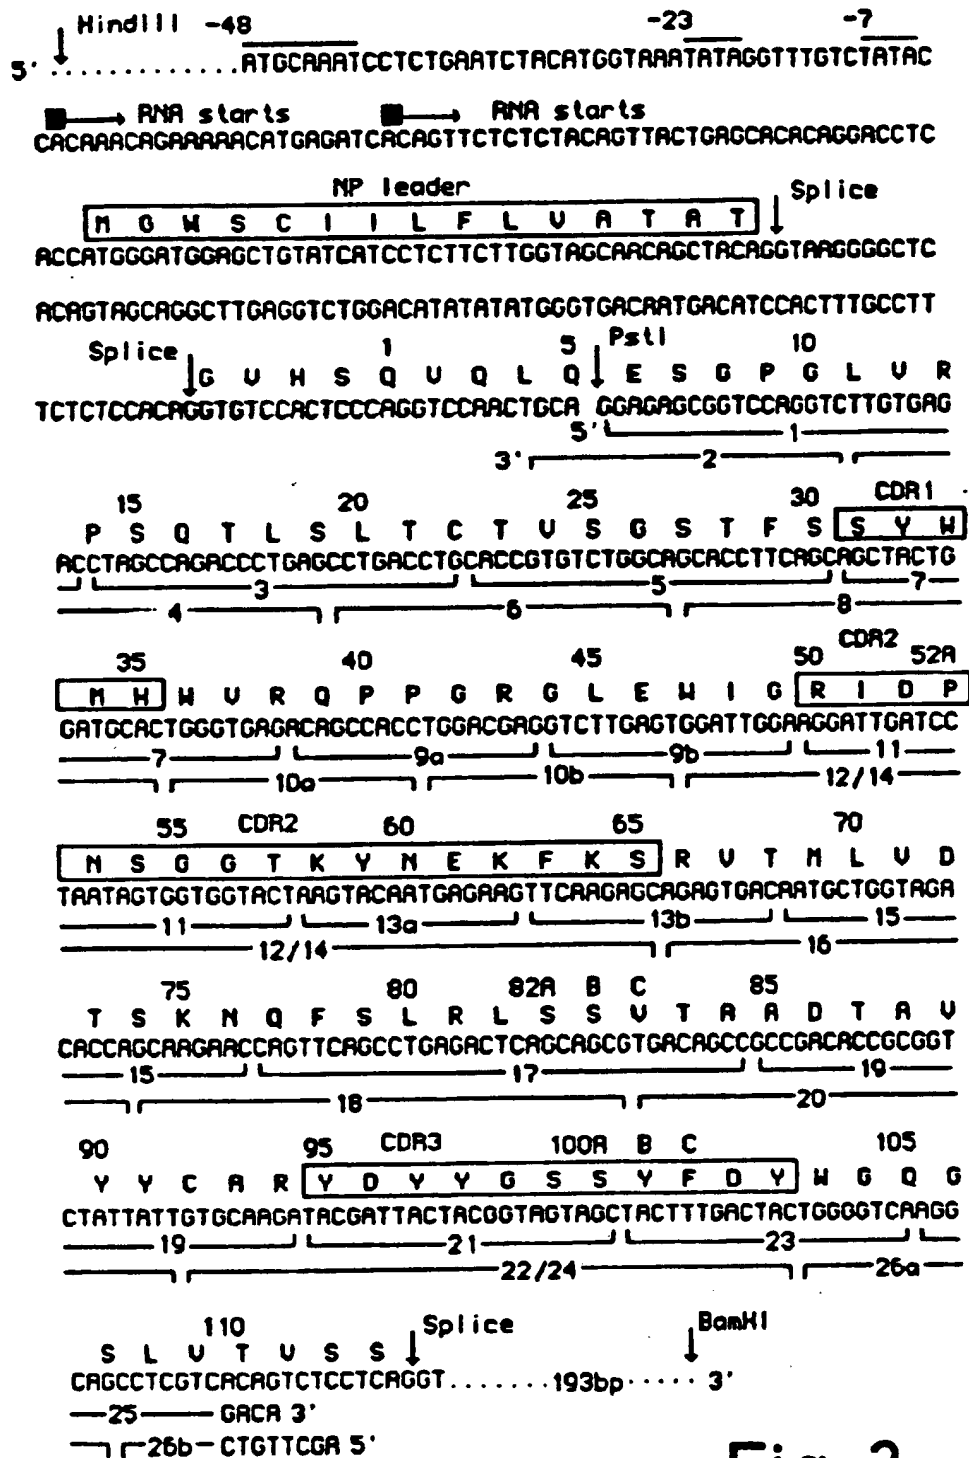 HindIII -48 -23 -7
5' .............ATGCAAATCCTCTGAATCTACATGGTAAATATAGGTTTGTCTATAC
RNA starts RNA starts
CACAAACAGAAAAACATGAGATCACAGTTCTCTCTACAGTTACTGAGCACACAGGACCTC
NP leader Splice
M G W S C I I L F L V A T A T
ACCATGGGATGGAGCTGTATCATCCTCTTCTTGGTAGCAACAGCTACAGGTAAGGGGCTC
ACAGTAGCAGGCTTGAGGTCTGGACATATATATGGGTGACAATGACATCCACTTTGCCTT
Splice 1 5 PstI 10
G V H S Q V Q L Q E S G P G L V R
TCTCTCCACAGGTGTCCACTCCCAGGTCCAACTGCA GGAGAGCGGTCCAGGTCTTGTGAG
5' 1
3' 2
15 20 25 30 CDR1
P S Q T L S L T C T V S G S T F S S Y W
ACCTAGCCAGACCCTGAGCCTGACCTGCACCGTGTCTGGCAGCACCTTCAGCAGCTACTG
3 5 7
4 6 8
35 40 45 50 CDR2 52A
M H W V R Q P P G R G L E W I G R I D P
GATGCACTGGGTGAGACAGCCACCTGGACGAGGTCTTGAGTGGATTGGAAGGATTGATCC
7 9a 9b 11
10a 10b 12/14
55 CDR2 60 65 70
N S G G T K Y N E K F K S R V T M L V D
TAATAGTGGTGGTACTAAGTACAATGAGAAGTTCAAGAGCAGAGTGACAATGCTGGTAGA
11 13a 13b 15
12/14 16
75 80 82A B C 85
T S K N Q F S L R L S S V T A A D T A V
CACCAGCAAGAACCAGTTCAGCCTGAGACTCAGCAGCGTGACAGCCGCCGACACCGCGGT
15 17 19
18 20
90 95 CDR3 100A B C 105
Y Y C A R Y D Y Y G S S Y F D Y W G Q G
CTATTATTGTGCAAGATACGATTACTACGGTAGTAGCTACTTTGACTACTGGGGTCAAGG
19 21 23
22/24 26a
110 Splice BamHI
S L V T V S S
CAGCCTCGTCACAGTCTCCTCAGGT.......193bp..... 3'
25 GACA 3'
26b CTGTTCGA 5'